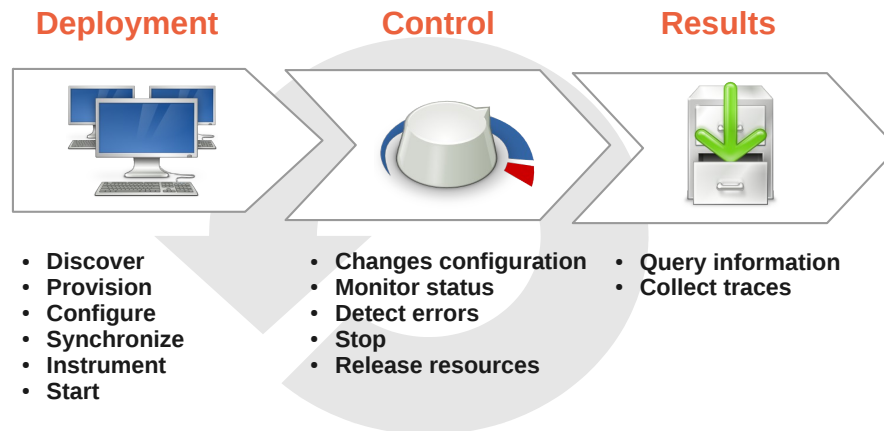 Deployment
Control
Results
• Discover
• Provision
• Configure
• Synchronize
• Instrument
• Start
• Changes configuration
• Monitor status
• Detect errors
• Stop
• Release resources
• Query information
• Collect traces